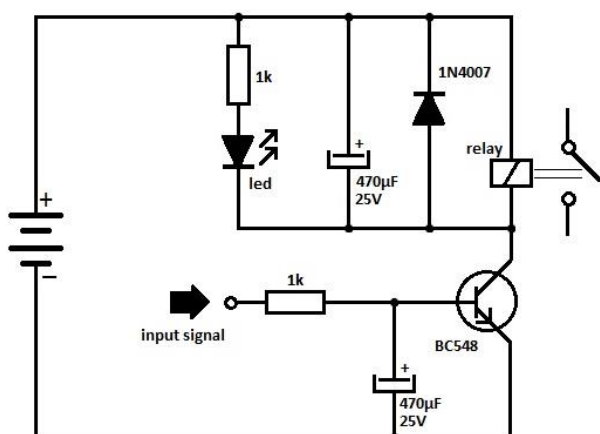 1k
led
+
470µF
25V
1N4007
relay
+
−
input signal
1k
BC548
+
470µF
25V